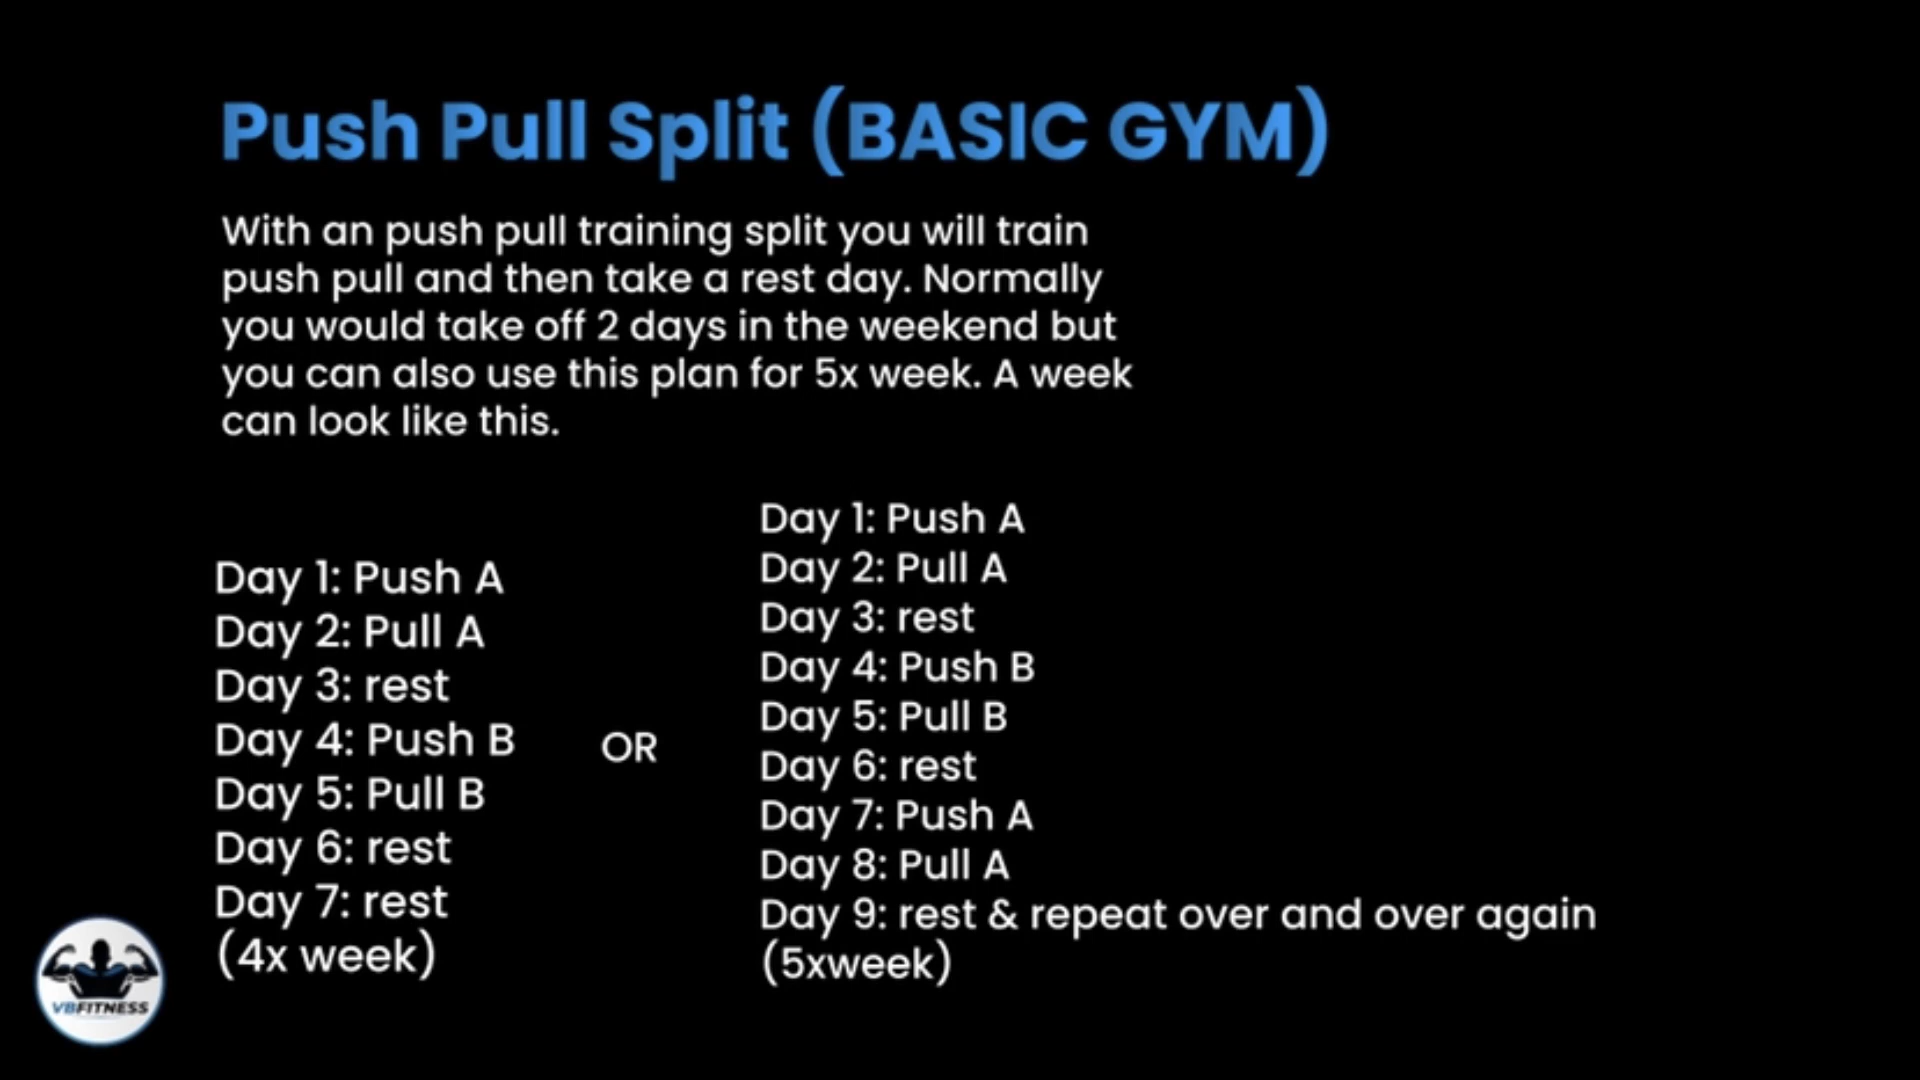 Push Pull Split (BASIC GYM)
With an push pull training split you will train
push pull and then take a rest day. Normally
you would take off 2 days in the weekend but
you can also use this plan for 5x week. A week
can look like this.
Day 1: Push A
Day 2: Pull A
Day 3: rest
Day 4: Push B
Day 5: Pull B
Day 6: rest
Day 7: rest
(4x week)
OR
Day 1: Push A
Day 2: Pull A
Day 3: rest
Day 4: Push B
Day 5: Pull B
Day 6: rest
Day 7: Push A
Day 8: Pull A
Day 9: rest & repeat over and over again
(5xweek)
VBFITNESS